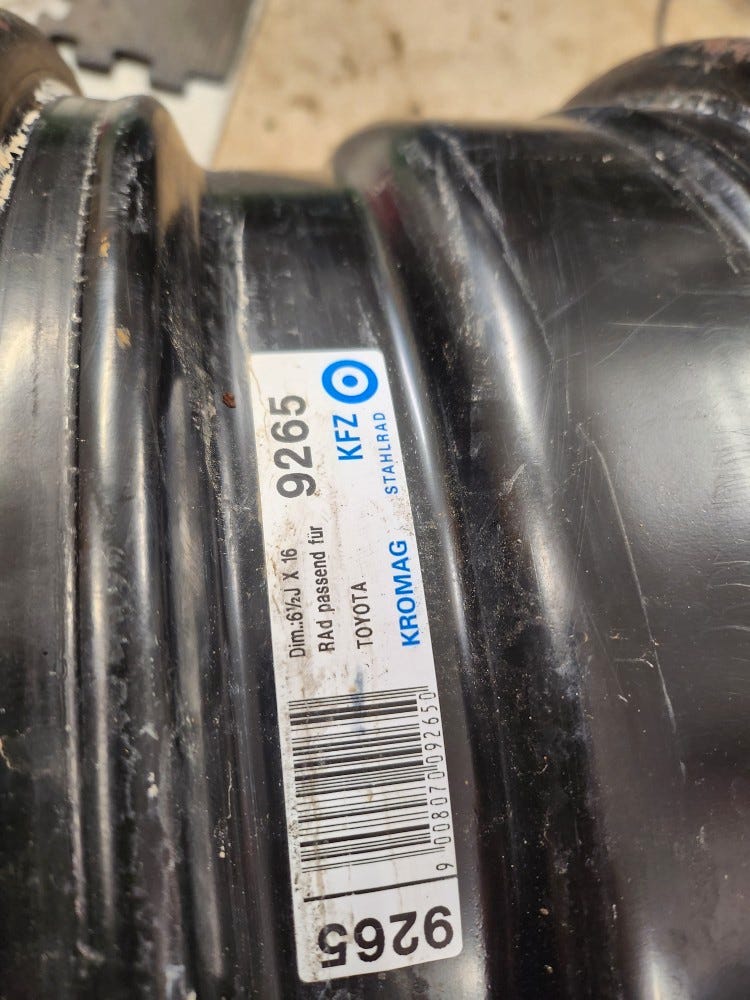 Dim.:6½J X 16
9265
RAd passend für
TOYOTA
KFZ
KROMAG STAHLRAD
9 008070 092650
9265